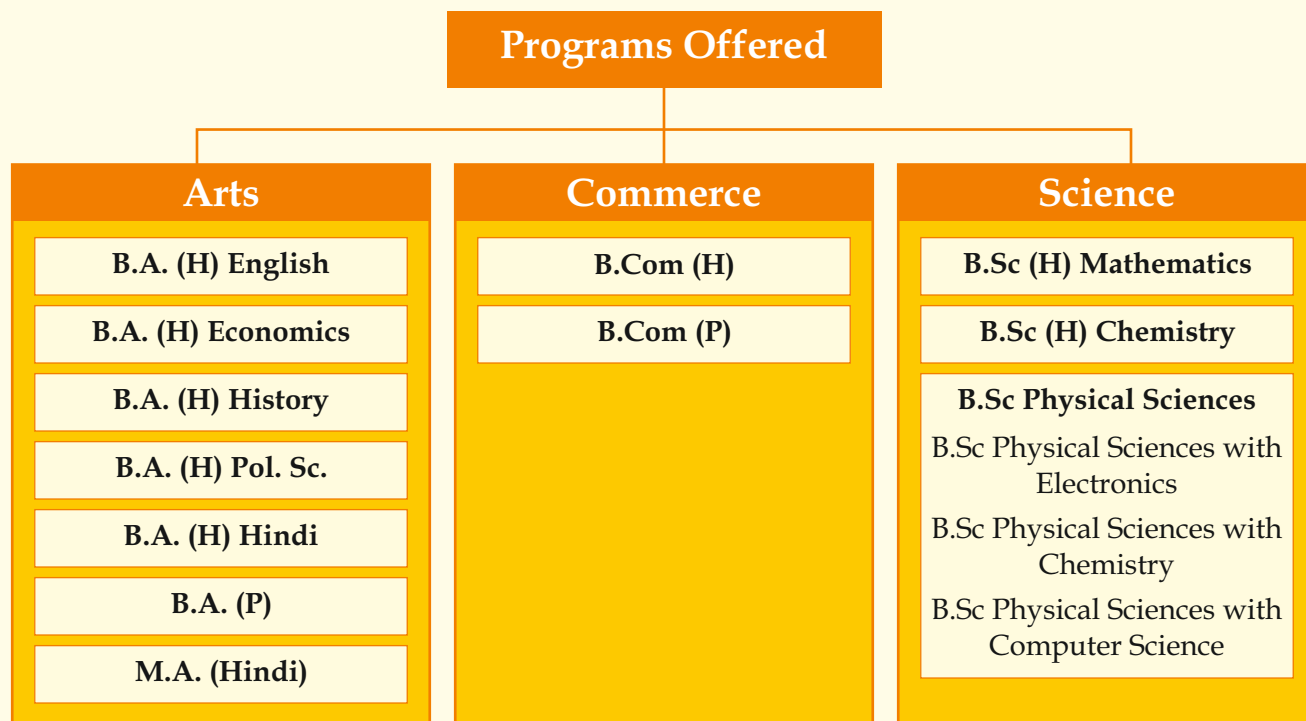 Programs Offered
Arts
B.A. (H) English
B.A. (H) Economics
B.A. (H) History
B.A. (H) Pol. Sc.
B.A. (H) Hindi
B.A. (P)
M.A. (Hindi)
Commerce
B.Com (H)
B.Com (P)
Science
B.Sc (H) Mathematics
B.Sc (H) Chemistry
B.Sc Physical Sciences
B.Sc Physical Sciences with
Electronics
B.Sc Physical Sciences with
Chemistry
B.Sc Physical Sciences with
Computer Science